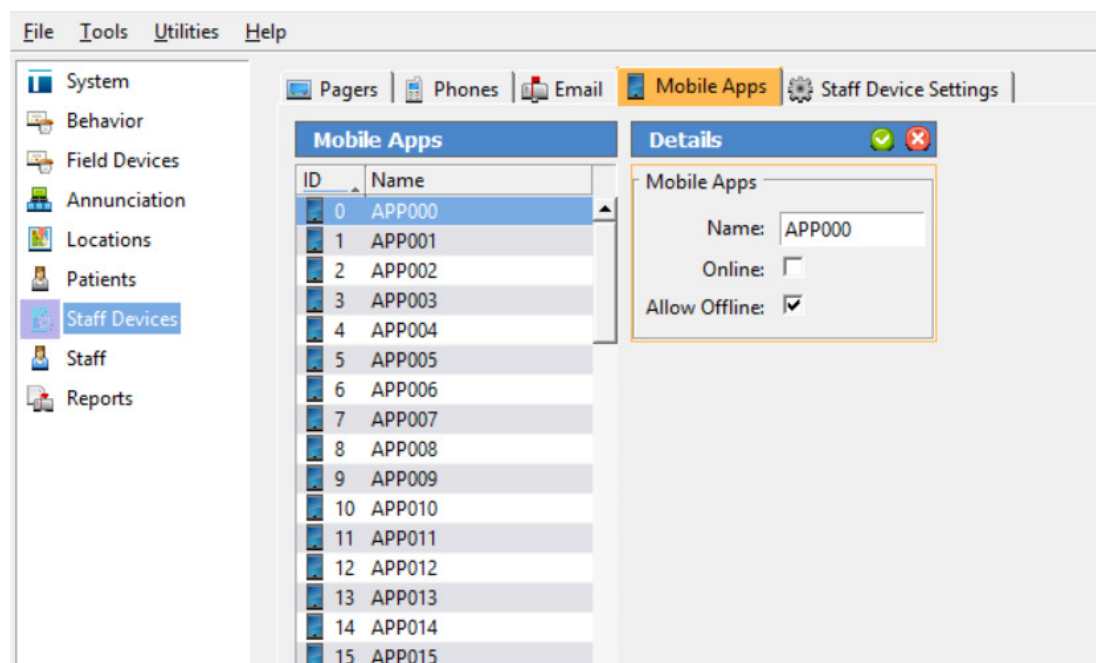 File Tools Utilities Help
System
Behavior
Field Devices
Annunciation
Locations
Patients
Staff Devices
Staff
Reports
Pagers Phones Email Mobile Apps Staff Device Settings
Mobile Apps
ID Name
0 APP000
1 APP001
2 APP002
3 APP003
4 APP004
5 APP005
6 APP006
7 APP007
8 APP008
9 APP009
10 APP010
11 APP011
12 APP012
13 APP013
14 APP014
15 APP015
Details
Mobile Apps
Name: APP000
Online:
Allow Offline: